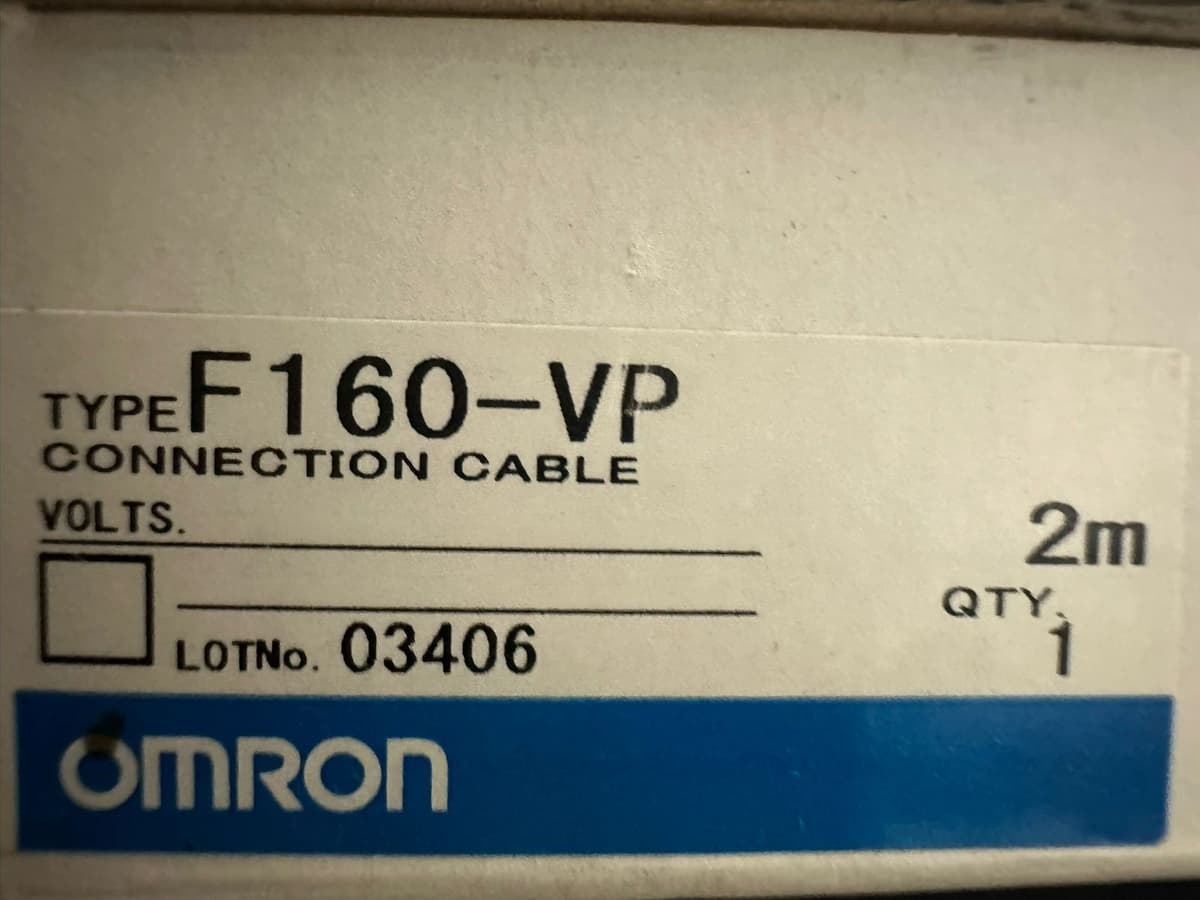 TYPE F160-VP
CONNECTION CABLE
VOLTS.
2m
QTY.
1
LOTNo. 03406
OMRON